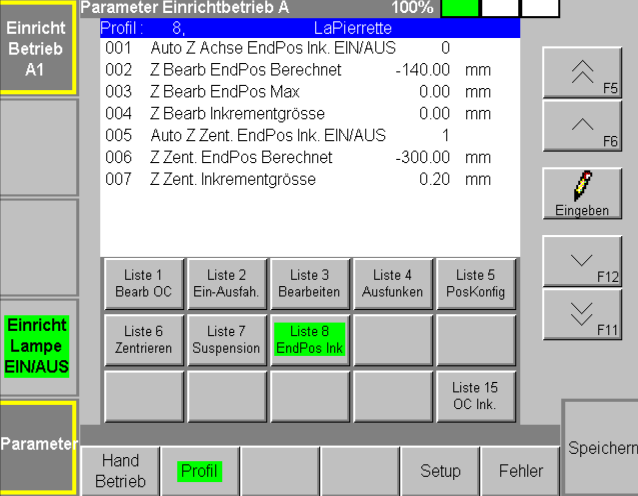 Parameter Einrichtbetrieb A 100%
Einricht
Betrieb
A1
Profil : 8, LaPierrette
001 Auto Z Achse EndPos Ink. EIN/AUS 0
002 Z Bearb EndPos Berechnet -140.00 mm
003 Z Bearb EndPos Max 0.00 mm
004 Z Bearb Inkrementgrösse 0.00 mm
005 Auto Z Zent. EndPos Ink. EIN/AUS 1
006 Z Zent. EndPos Berechnet -300.00 mm
007 Z Zent. Inkrementgrösse 0.20 mm
F5
F6
Eingeben
F12
F11
Liste 1 Liste 2 Liste 3 Liste 4 Liste 5
Bearb OC Ein-Ausfah. Bearbeiten Ausfunken PosKonfig
Liste 6 Liste 7 Liste 8
Zentrieren Suspension EndPos Ink
Liste 15
OC Ink.
Einricht
Lampe
EIN/AUS
Parameter
Hand
Betrieb
Profil
Setup
Fehler
Speichern